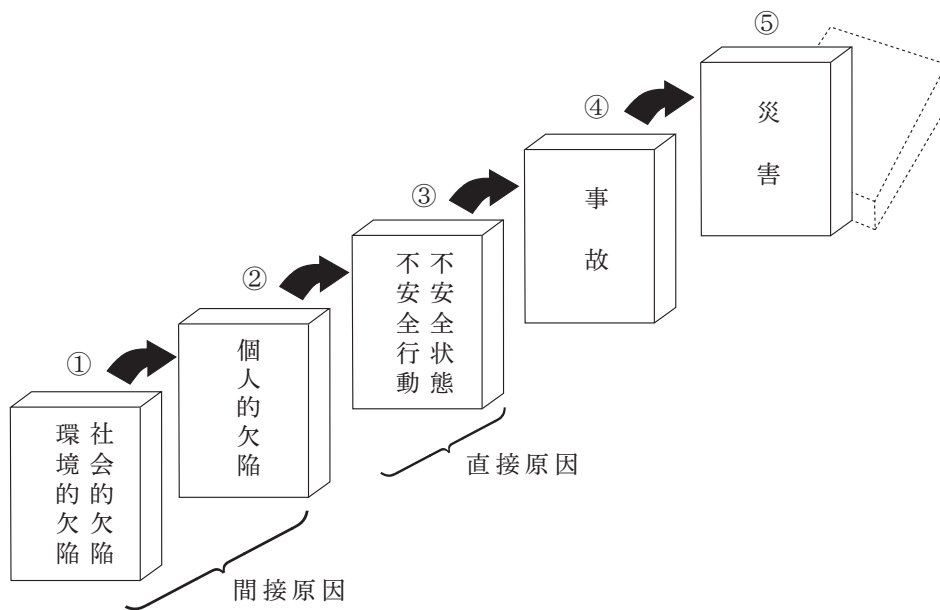 ①
社会的欠陥
環境的欠陥
②
個人的欠陥
間接原因
③
不安全状態
不安全行動
直接原因
④
事故
⑤
災害